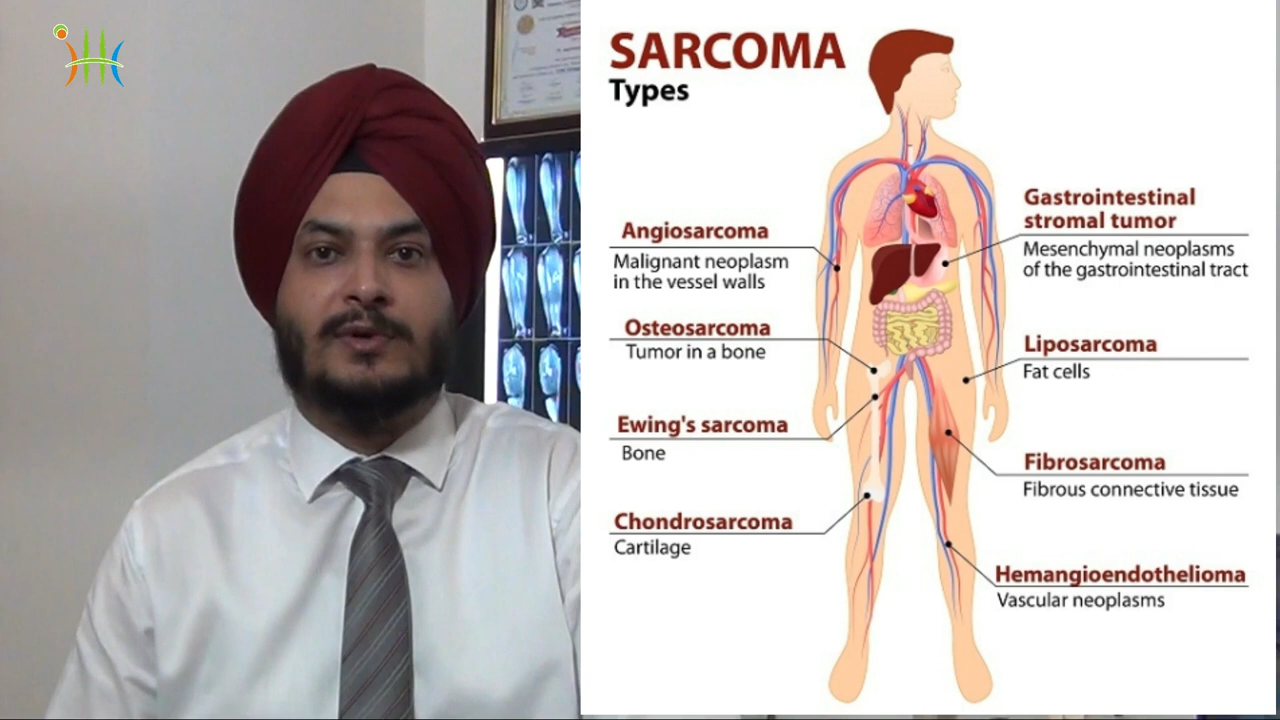 SARCOMA
Types
Angiosarcoma
Malignant neoplasm
in the vessel walls
Osteosarcoma
Tumor in a bone
Ewing's sarcoma
Bone
Chondrosarcoma
Cartilage
Gastrointestinal
stromal tumor
Mesenchymal neoplasms
of the gastrointestinal tract
Liposarcoma
Fat cells
Fibrosarcoma
Fibrous connective tissue
Hemangioendothelioma
Vascular neoplasms